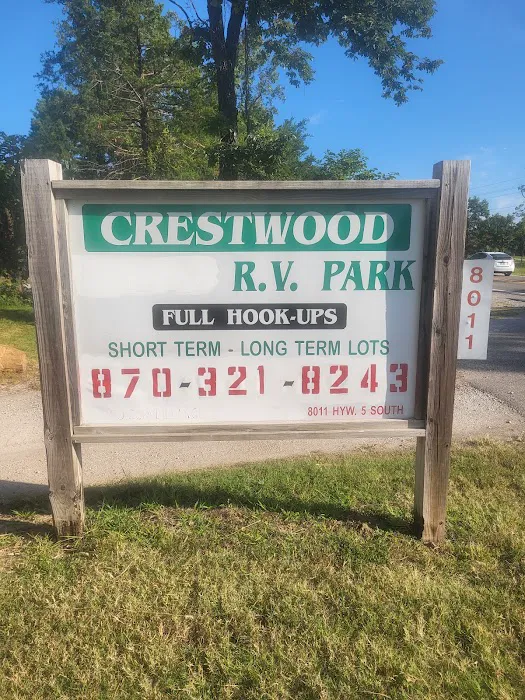 CRESTWOOD
R.V. PARK
FULL HOOK-UPS
SHORT TERM - LONG TERM LOTS
870-321-8243
8011 HYW. 5 SOUTH
8011